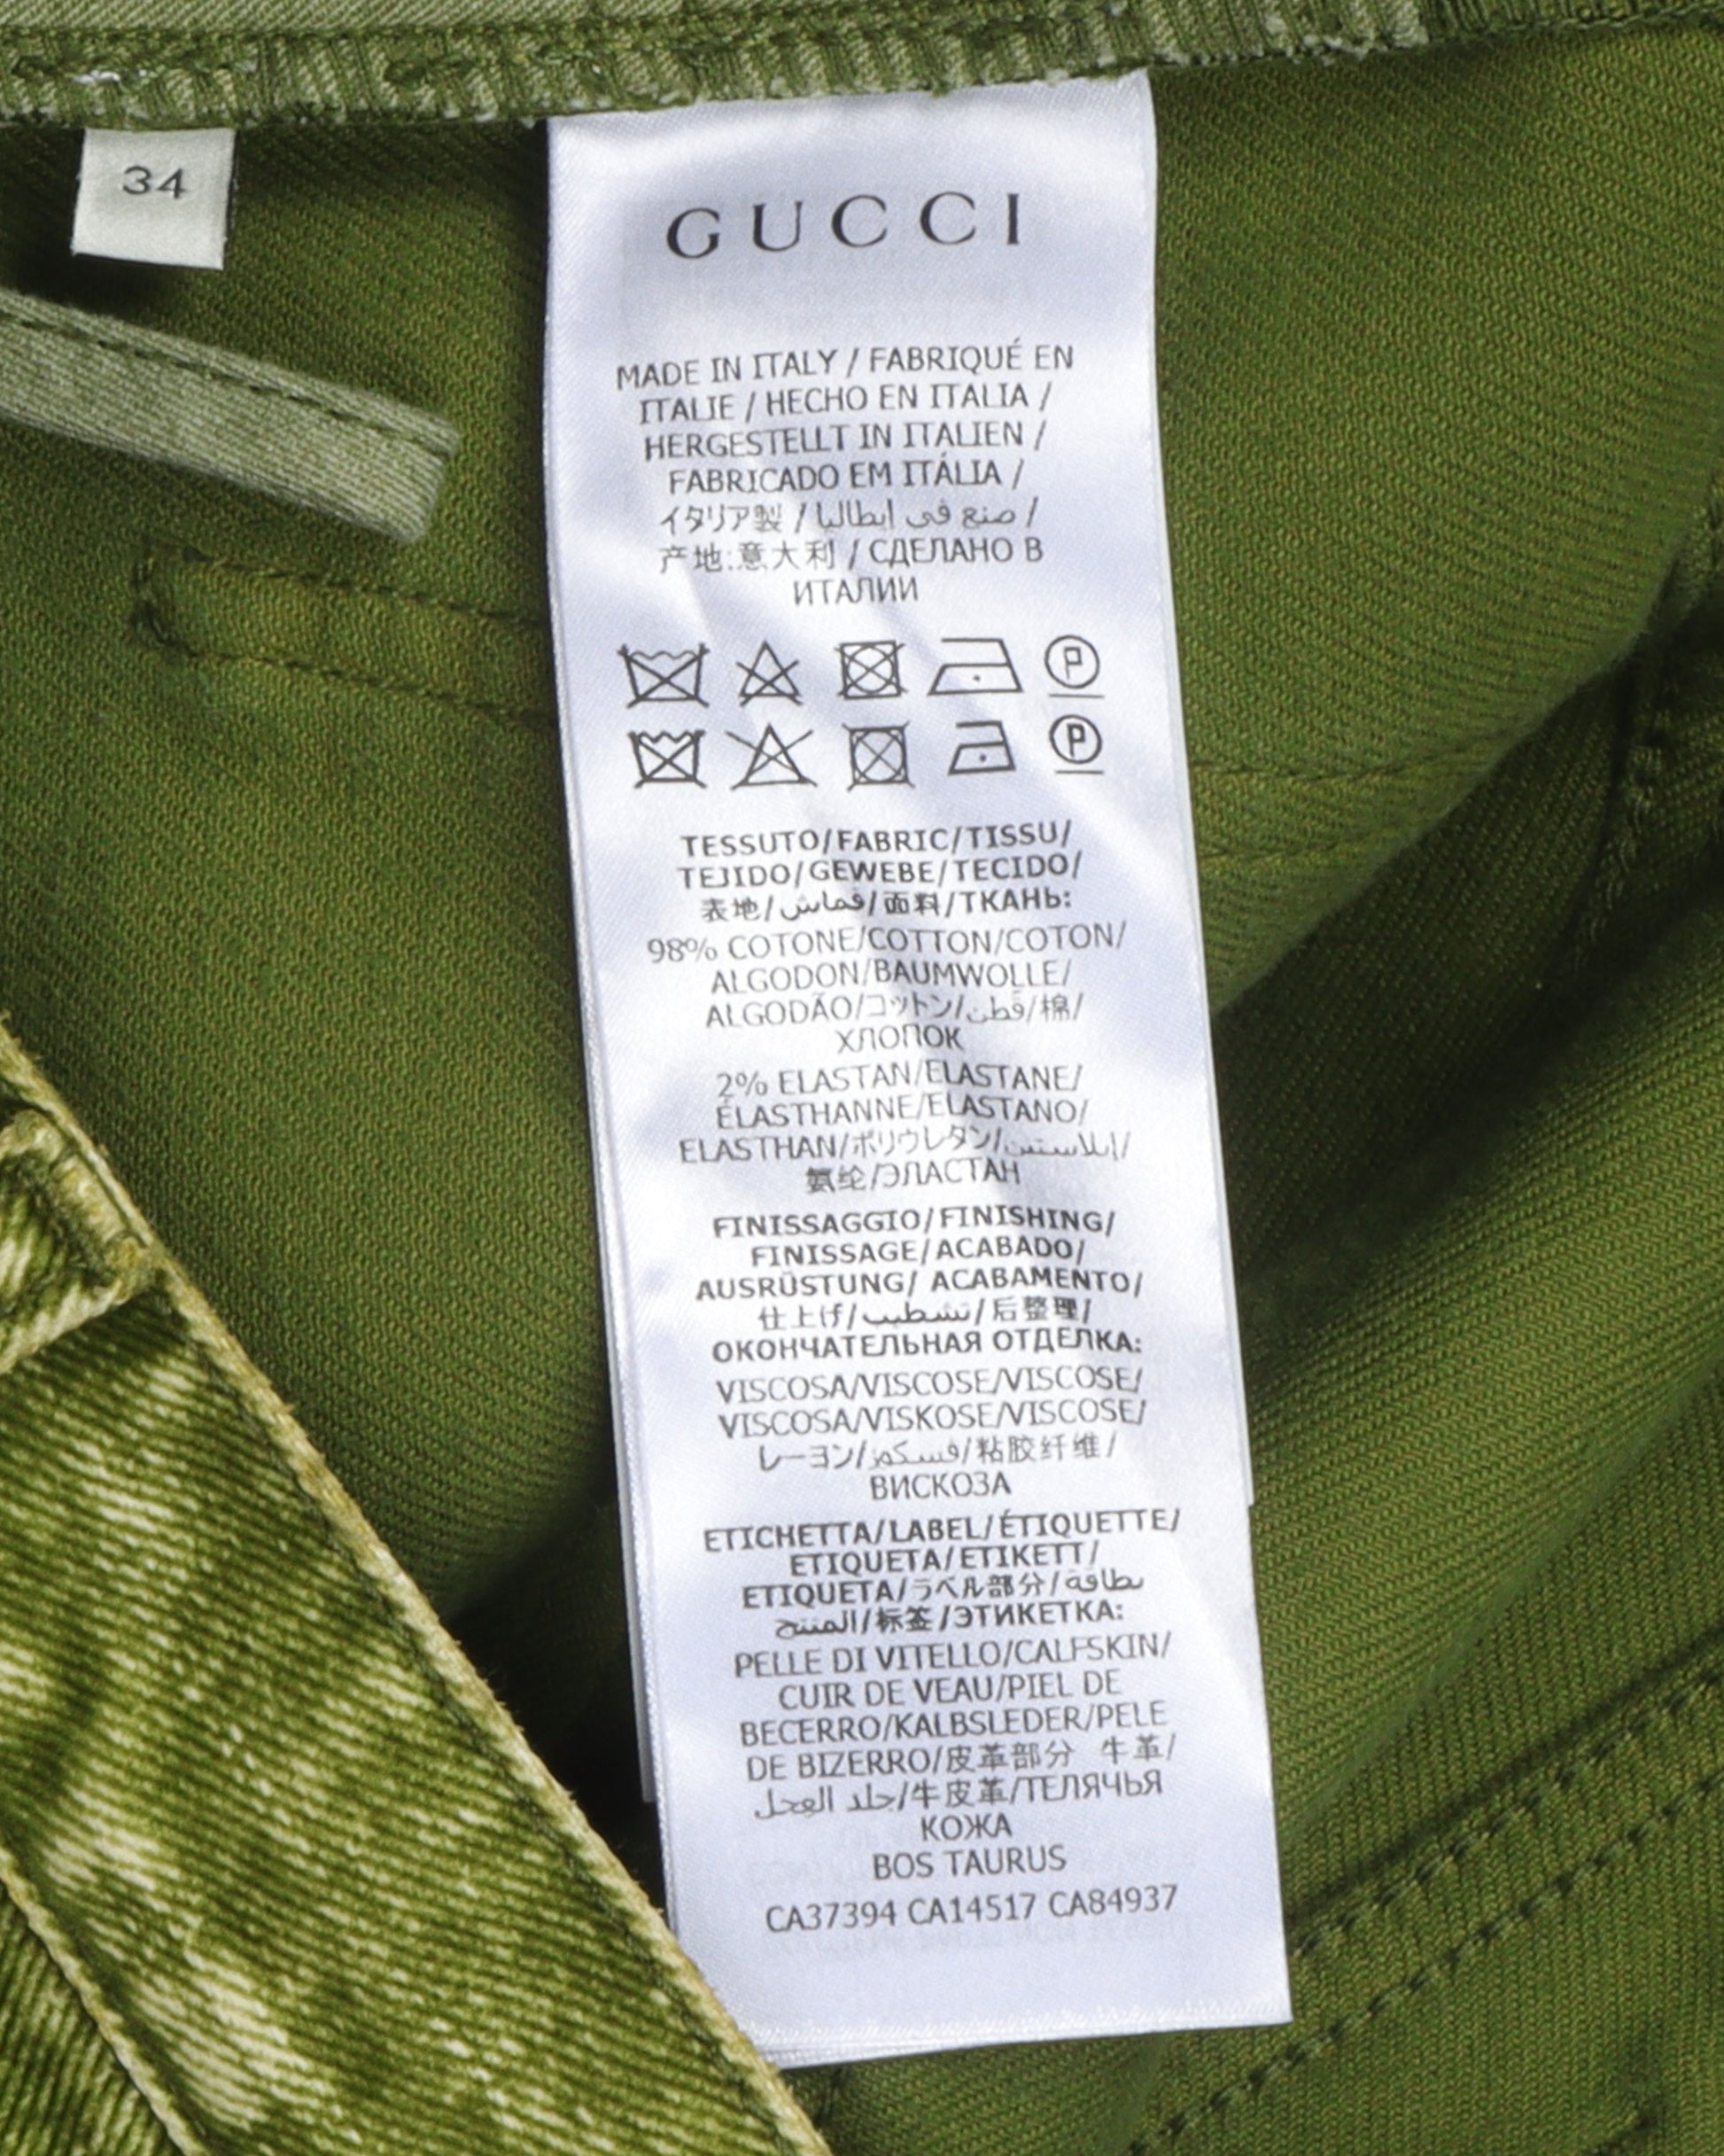 34
GUCCI
MADE IN ITALY / FABRIQUÉ EN
ITALIE / HECHO EN ITALIA /
HERGESTELLT IN ITALIEN /
FABRICADO EM ITÁLIA /
イタリア製 / صنع في إيطاليا /
产地:意大利 / СДЕЛАНО В
ИТАЛИИ
P
P
TESSUTO/FABRIC/TISSU/
TEJIDO/GEWEBE/TECIDO/
表地/قماش/面料/ТКАНЬ:
98% COTONE/COTTON/COTON/
ALGODON/BAUMWOLLE/
ALGODÃO/コットン/قطن/棉/
ХЛОПОК
2% ELASTAN/ELASTANE/
ÉLASTHANNE/ELASTANO/
ELASTHAN/ポリウレタン/إيلاستين/
氨纶/ЭЛАСТАН
FINISSAGGIO/FINISHING/
FINISSAGE/ACABADO/
AUSRÜSTUNG/ ACABAMENTO/
仕上げ/تشطيب/后整理/
ОКОНЧАТЕЛЬНАЯ ОТДЕЛКА:
VISCOSA/VISCOSE/VISCOSE/
VISCOSA/VISKOSE/VISCOSE/
レーヨン/فسكوز/粘胶纤维/
ВИСКОЗА
ETICHETTA/LABEL/ÉTIQUETTE/
ETIQUETA/ETIKETT/
ETIQUETA/ラベル部分/بطاقة
المنتج/标签/ЭТИКЕТКА:
PELLE DI VITELLO/CALFSKIN/
CUIR DE VEAU/PIEL DE
BECERRO/KALBSLEDER/PELE
DE BIZERRO/皮革部分 牛革/
جلد العجل/牛皮革/ТЕЛЯЧЬЯ
КОЖА
BOS TAURUS
CA37394 CA14517 CA84937